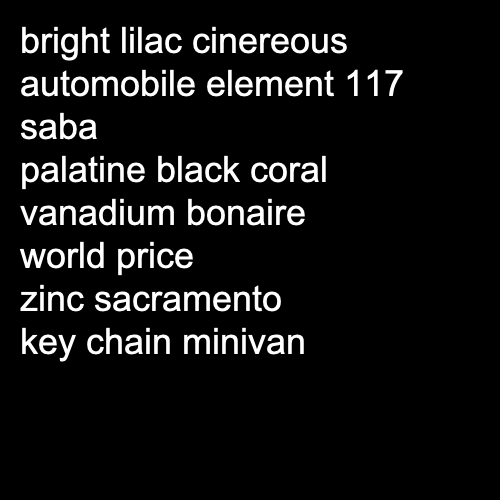 bright lilac cinereous
automobile element 117
saba
palatine black coral
vanadium bonaire
world price
zinc sacramento
key chain minivan